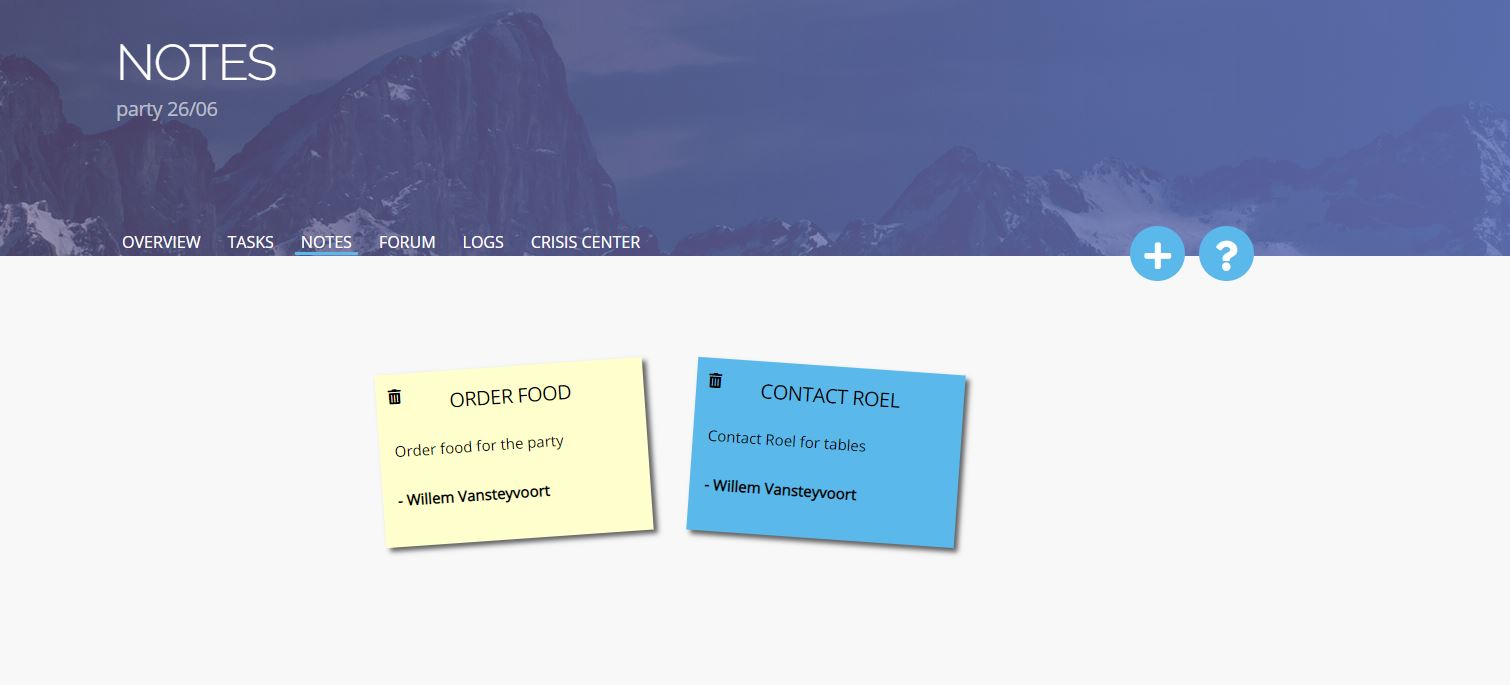 NOTES
party 26/06
OVERVIEW TASKS NOTES FORUM LOGS CRISIS CENTER
+ ?
ORDER FOOD
Order food for the party
- Willem Vansteyvoort
CONTACT ROEL
Contact Roel for tables
- Willem Vansteyvoort